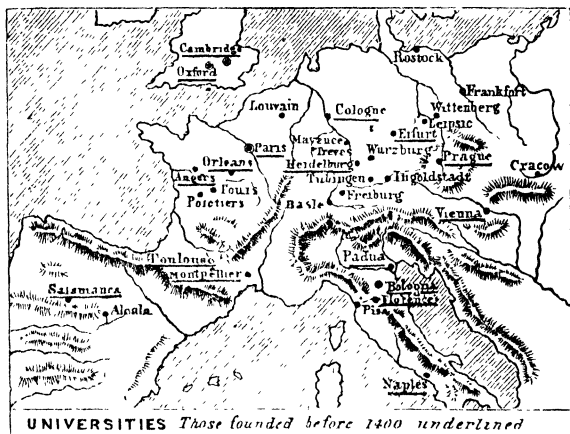 Cambridge
Rostock
Oxford
Frankfort
Louvain
Cologne
Wittenberg
Leipsic
Erfurt
Mayence
Paris
Treves
Wurzburg
Prague
Orleans
Heidelburg
Cracow
Angers
Tubingen
Ingoldstadt
Tours
Freiburg
Poictiers
Basle
Vienna
Toulouse
Padua
Montpellier
Salamanca
Bologna
Florence
Alcala
Pisa
Naples
UNIVERSITIES Those founded before 1400 underlined